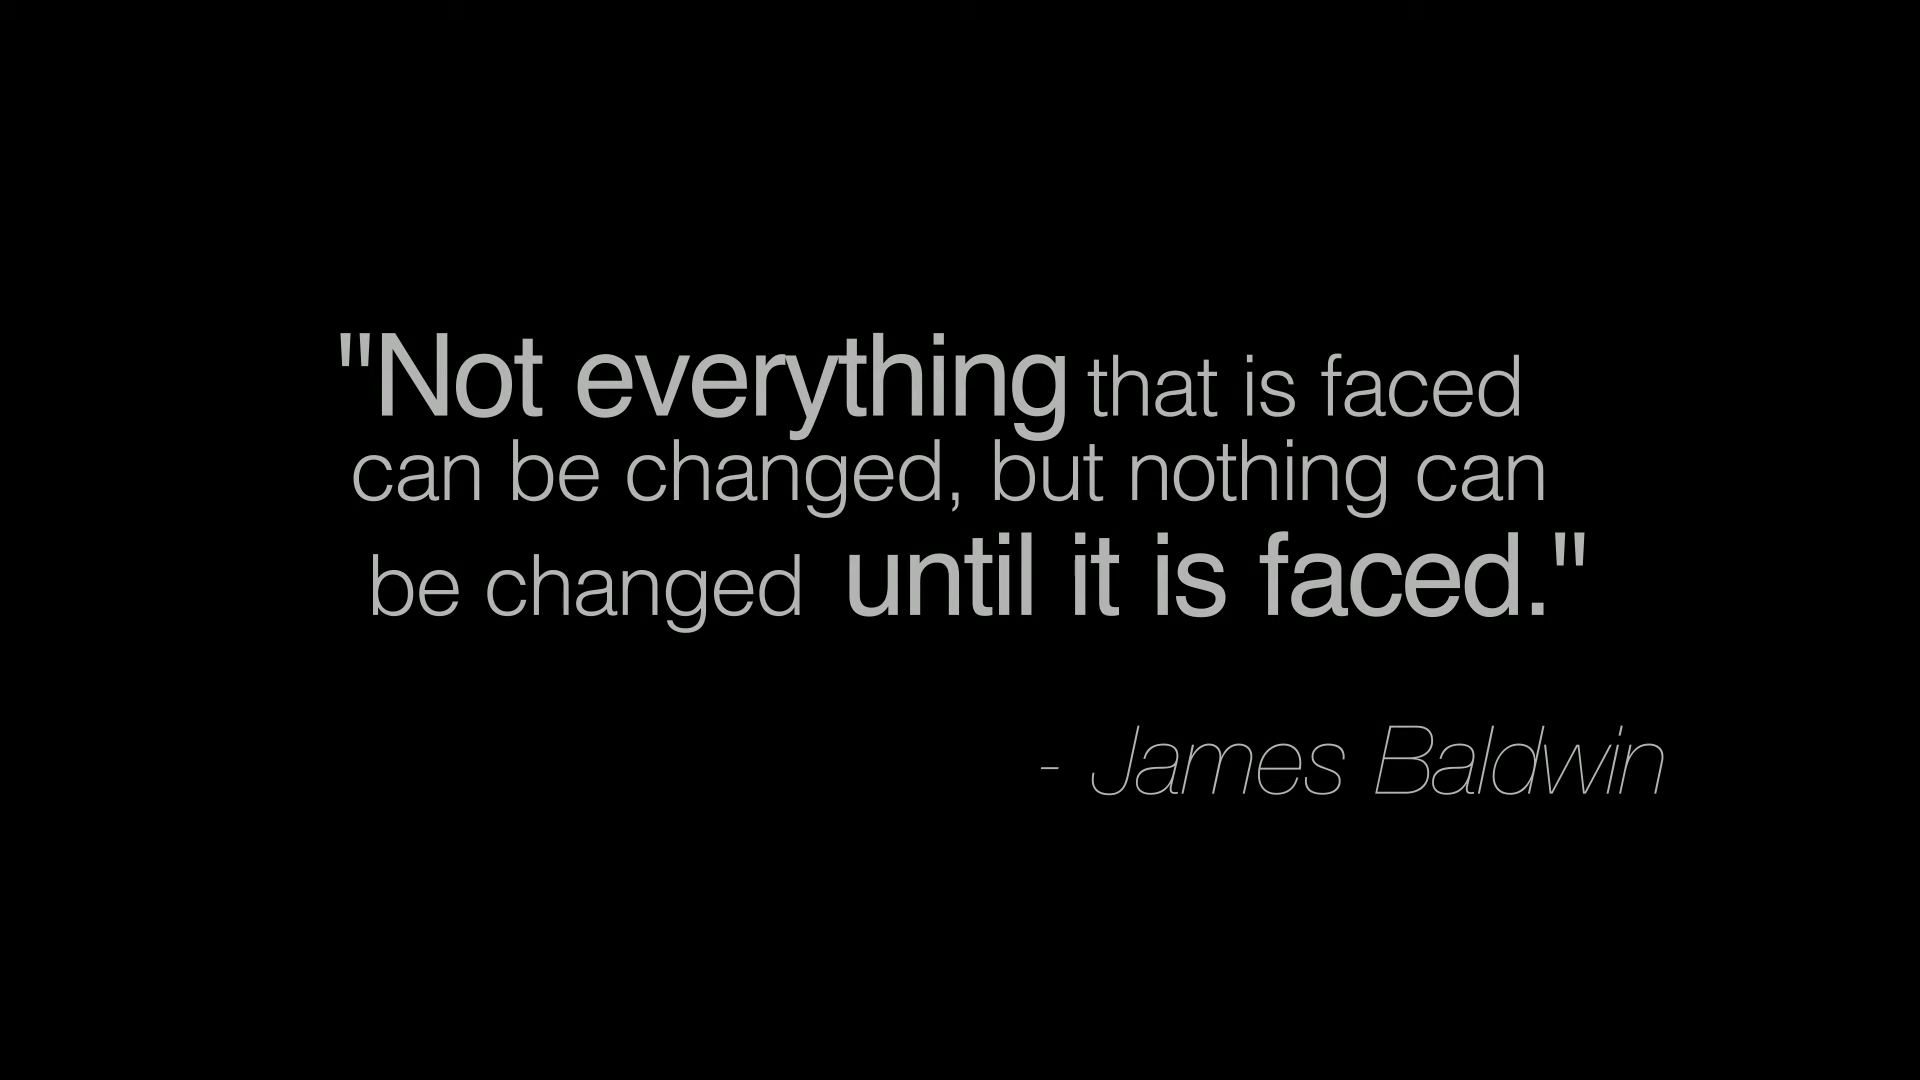 "Not everything that is faced
can be changed, but nothing can
be changed until it is faced."
- James Baldwin